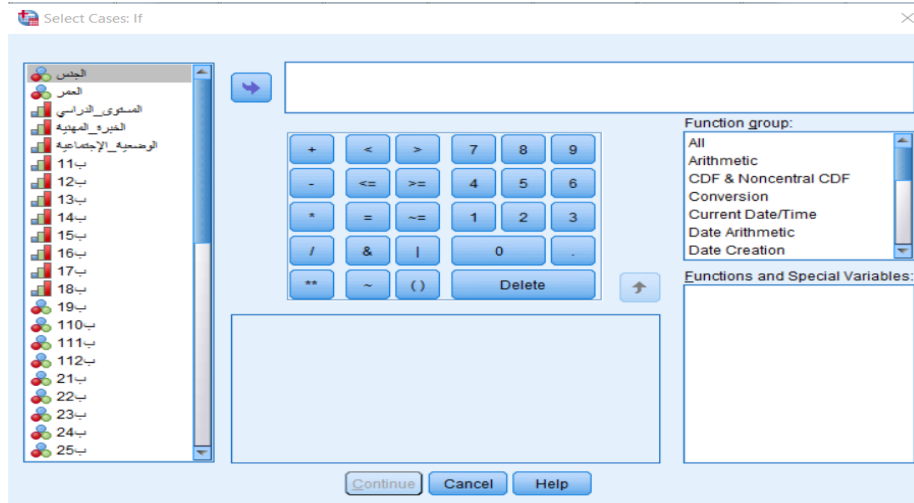 Select Cases: If
الجنس
العمر
المستوى_الدراسي
الخبرة_المهنية
الوضعية_الإجتماعية
ب11
ب12
ب13
ب14
ب15
ب16
ب17
ب18
ب19
ب110
ب111
ب112
ب21
ب22
ب23
ب24
ب25
+ < > 7 8 9
- <= >= 4 5 6
* = ~= 1 2 3
/ & | 0 .
** ~ ( ) Delete
Function group:
All
Arithmetic
CDF & Noncentral CDF
Conversion
Current Date/Time
Date Arithmetic
Date Creation
Functions and Special Variables:
Continue Cancel Help